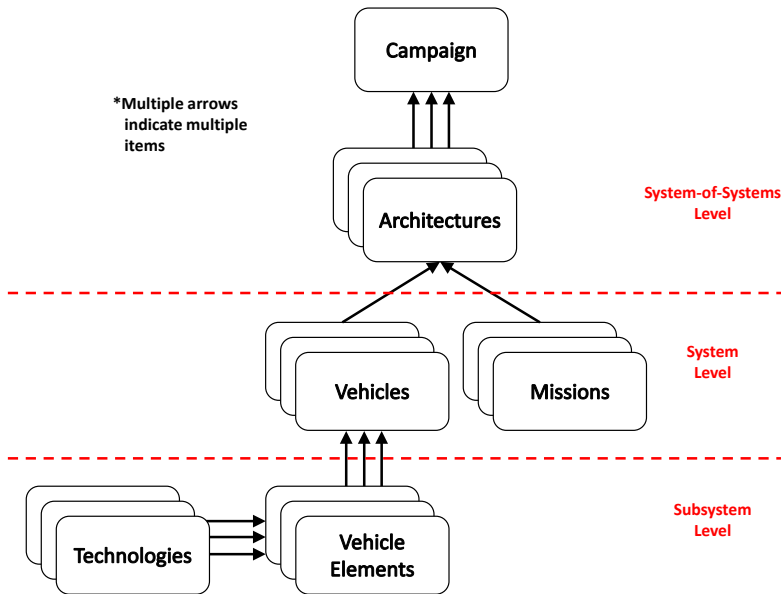 Campaign
*Multiple arrows
indicate multiple
items
Architectures
System-of-Systems
Level
Vehicles
Missions
System
Level
Technologies
Vehicle
Elements
Subsystem
Level